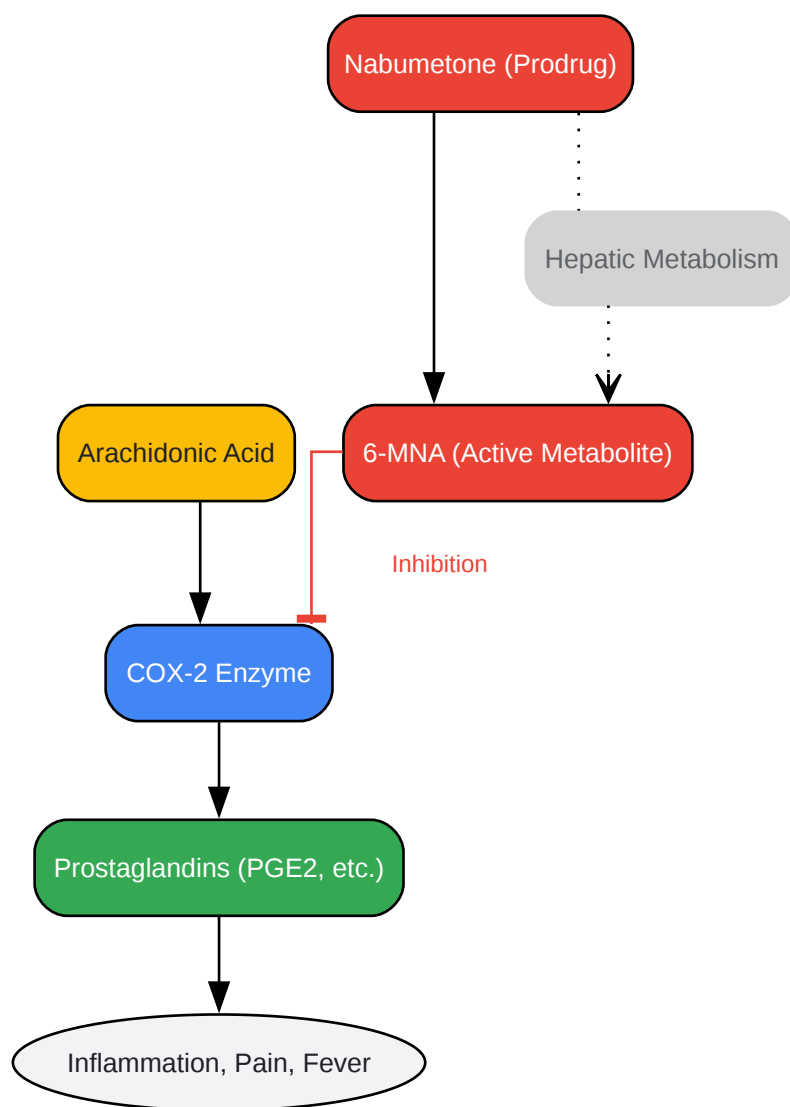 Nabumetone (Prodrug)
Hepatic Metabolism
Arachidonic Acid
6-MNA (Active Metabolite)
Inhibition
COX-2 Enzyme
Prostaglandins (PGE2, etc.)
Inflammation, Pain, Fever